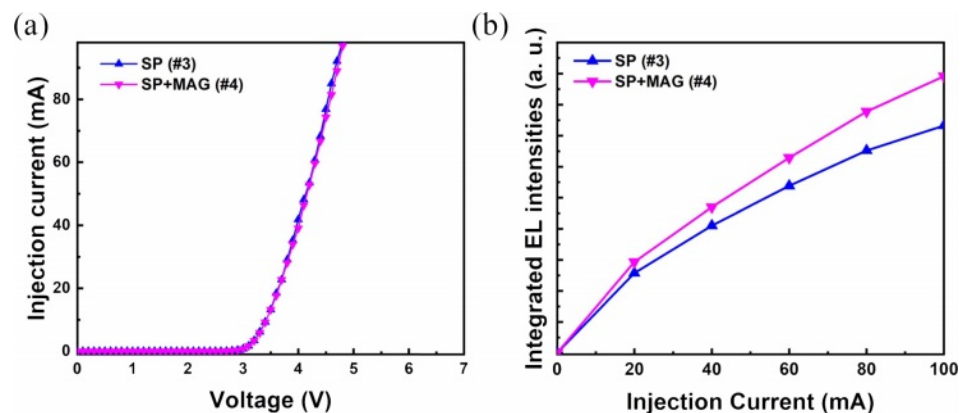 (a)
SP (#3)
SP+MAG (#4)
Injection current (mA)
80
60
40
20
0
0 1 2 3 4 5 6 7
Voltage (V)
(b)
SP (#3)
SP+MAG (#4)
Integrated EL intensities (a. u.)
0 20 40 60 80 100
Injection Current (mA)